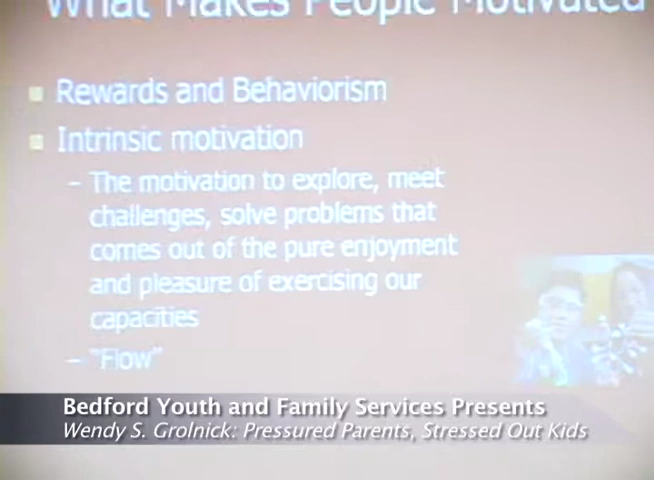 What Makes People Motivated
Rewards and Behaviorism
Intrinsic motivation
– The motivation to explore, meet
challenges, solve problems that
comes out of the pure enjoyment
and pleasure of exercising our
capacities
– “Flow”
Bedford Youth and Family Services Presents
Wendy S. Grolnick: Pressured Parents, Stressed Out Kids